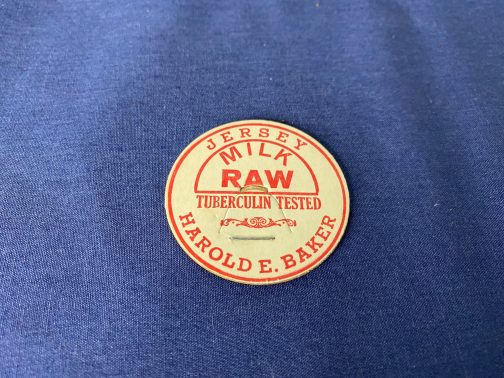 JERSEY
MILK
RAW
TUBERCULIN TESTED
HAROLD E. BAKER